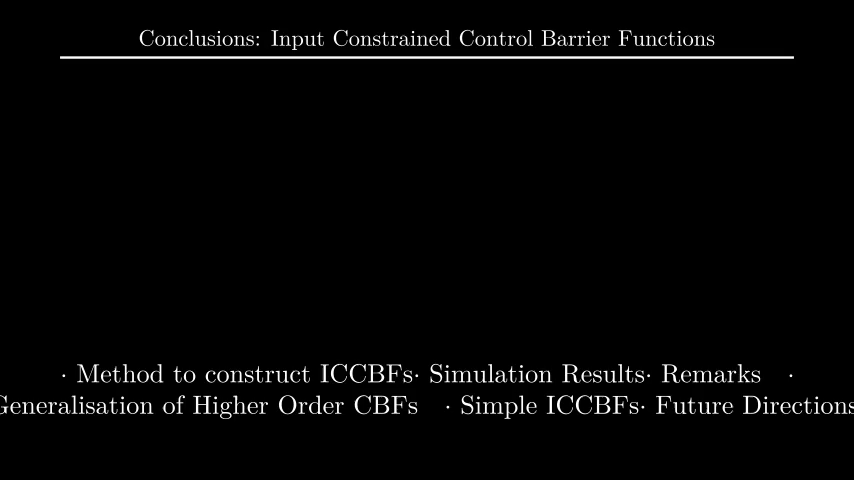 Conclusions: Input Constrained Control Barrier Functions
· Method to construct ICCBFs· Simulation Results· Remarks ·
Generalisation of Higher Order CBFs · Simple ICCBFs· Future Directions